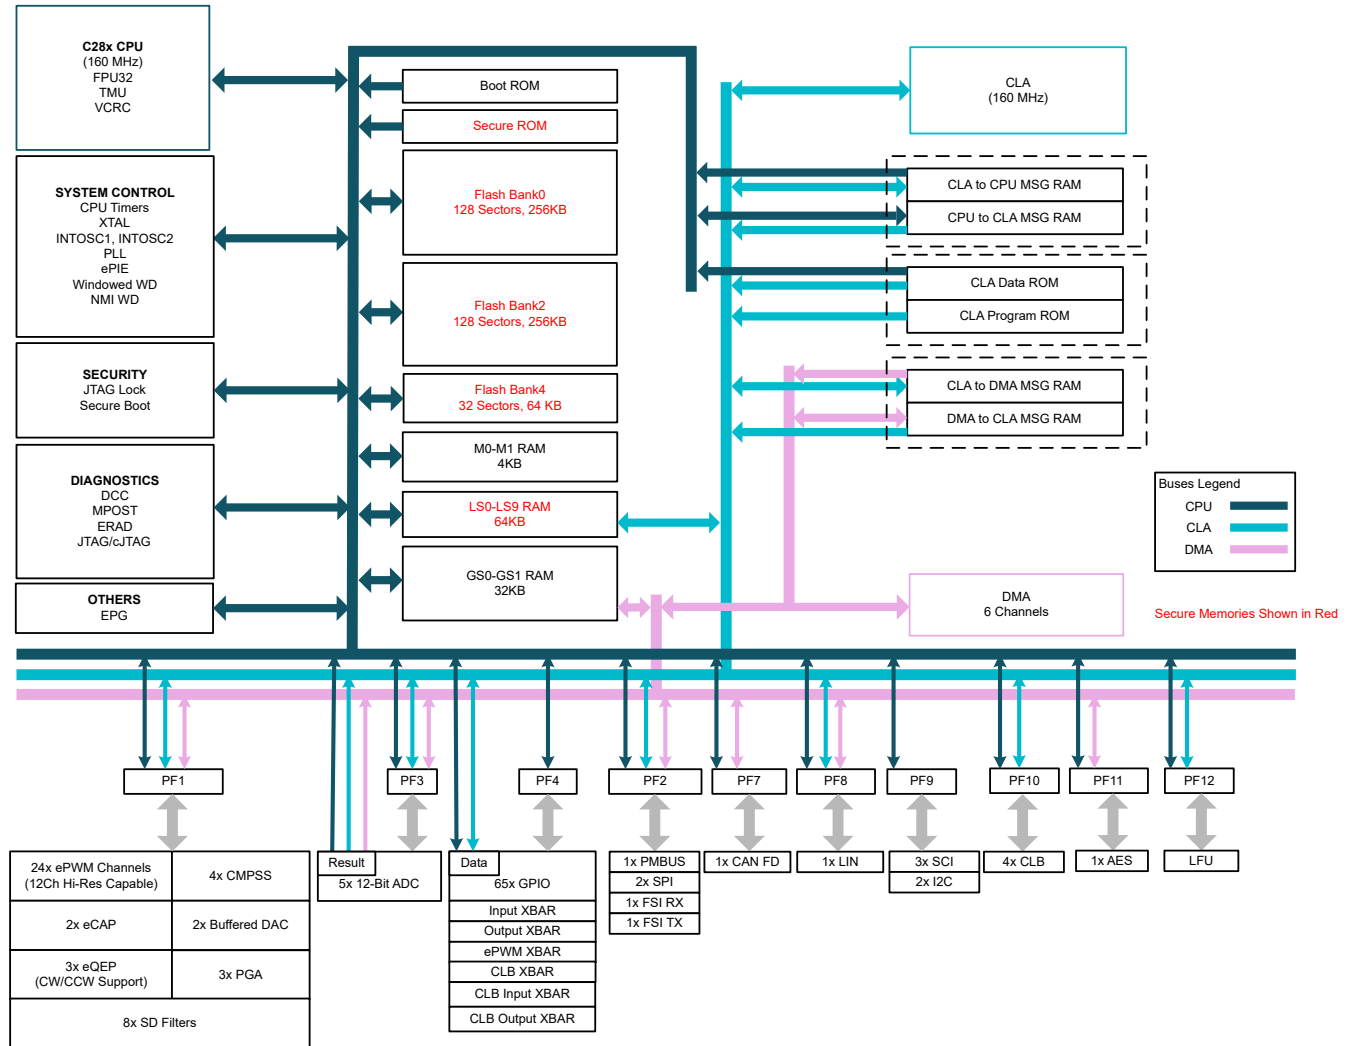 C28x CPU
(160 MHz)
FPU32
TMU
VCRC
SYSTEM CONTROL
CPU Timers
XTAL
INTOSC1, INTOSC2
PLL
ePIE
Windowed WD
NMI WD
SECURITY
JTAG Lock
Secure Boot
DIAGNOSTICS
DCC
MPOST
ERAD
JTAG/cJTAG
OTHERS
EPG
Boot ROM
Secure ROM
Flash Bank0
128 Sectors, 256KB
Flash Bank2
128 Sectors, 256KB
Flash Bank4
32 Sectors, 64 KB
M0-M1 RAM
4KB
LS0-LS9 RAM
64KB
GS0-GS1 RAM
32KB
CLA
(160 MHz)
CLA to CPU MSG RAM
CPU to CLA MSG RAM
CLA Data ROM
CLA Program ROM
CLA to DMA MSG RAM
DMA to CLA MSG RAM
DMA
6 Channels
Buses Legend
CPU
CLA
DMA
Secure Memories Shown in Red
PF1
PF3
PF4
PF2
PF7
PF8
PF9
PF10
PF11
PF12
24x ePWM Channels
(12Ch Hi-Res Capable)
4x CMPSS
2x eCAP
2x Buffered DAC
3x eQEP
(CW/CCW Support)
3x PGA
8x SD Filters
Result
5x 12-Bit ADC
Data
65x GPIO
Input XBAR
Output XBAR
ePWM XBAR
CLB XBAR
CLB Input XBAR
CLB Output XBAR
1x PMBUS
2x SPI
1x FSI RX
1x FSI TX
1x CAN FD
1x LIN
3x SCI
2x I2C
4x CLB
1x AES
LFU